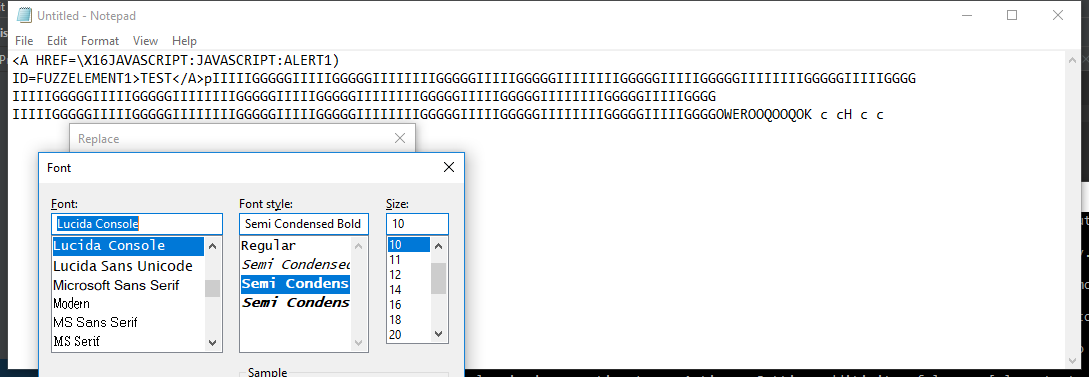 Untitled - Notepad
File Edit Format View Help
<A HREF=\X16JAVASCRIPT:JAVASCRIPT:ALERT1)
ID=FUZZELEMENT1>TEST</A>pIIIIIGGGGGIIIIIGGGGGIIIIIIIIGGGGGIIIIIGGGGGIIIIIIIIGGGGGIIIIIGGGGGIIIIIIIIGGGGGIIIIIGGGG
IIIIIGGGGGIIIIIGGGGGIIIIIIIIGGGGGIIIIIGGGGGIIIIIIIIGGGGGIIIIIGGGGGIIIIIIIIGGGGGIIIIIGGGG
IIIIIGGGGGIIIIIGGGGGIIIIIIIIGGGGGIIIIIGGGGGIIIIIIIIGGGGGIIIIIGGGGGIIIIIIIIGGGGGIIIIIGGGGOWEROOQOOQOK c cH c c
Replace
Font
Font: Font style: Size:
Lucida Console Semi Condensed Bold 10
Lucida Console Regular 10
Lucida Sans Unicode Semi Condensed 11
Microsoft Sans Serif Semi Condens 12
Modern Semi Condens 14
MS Sans Serif 16
MS Serif 18
20
Sample